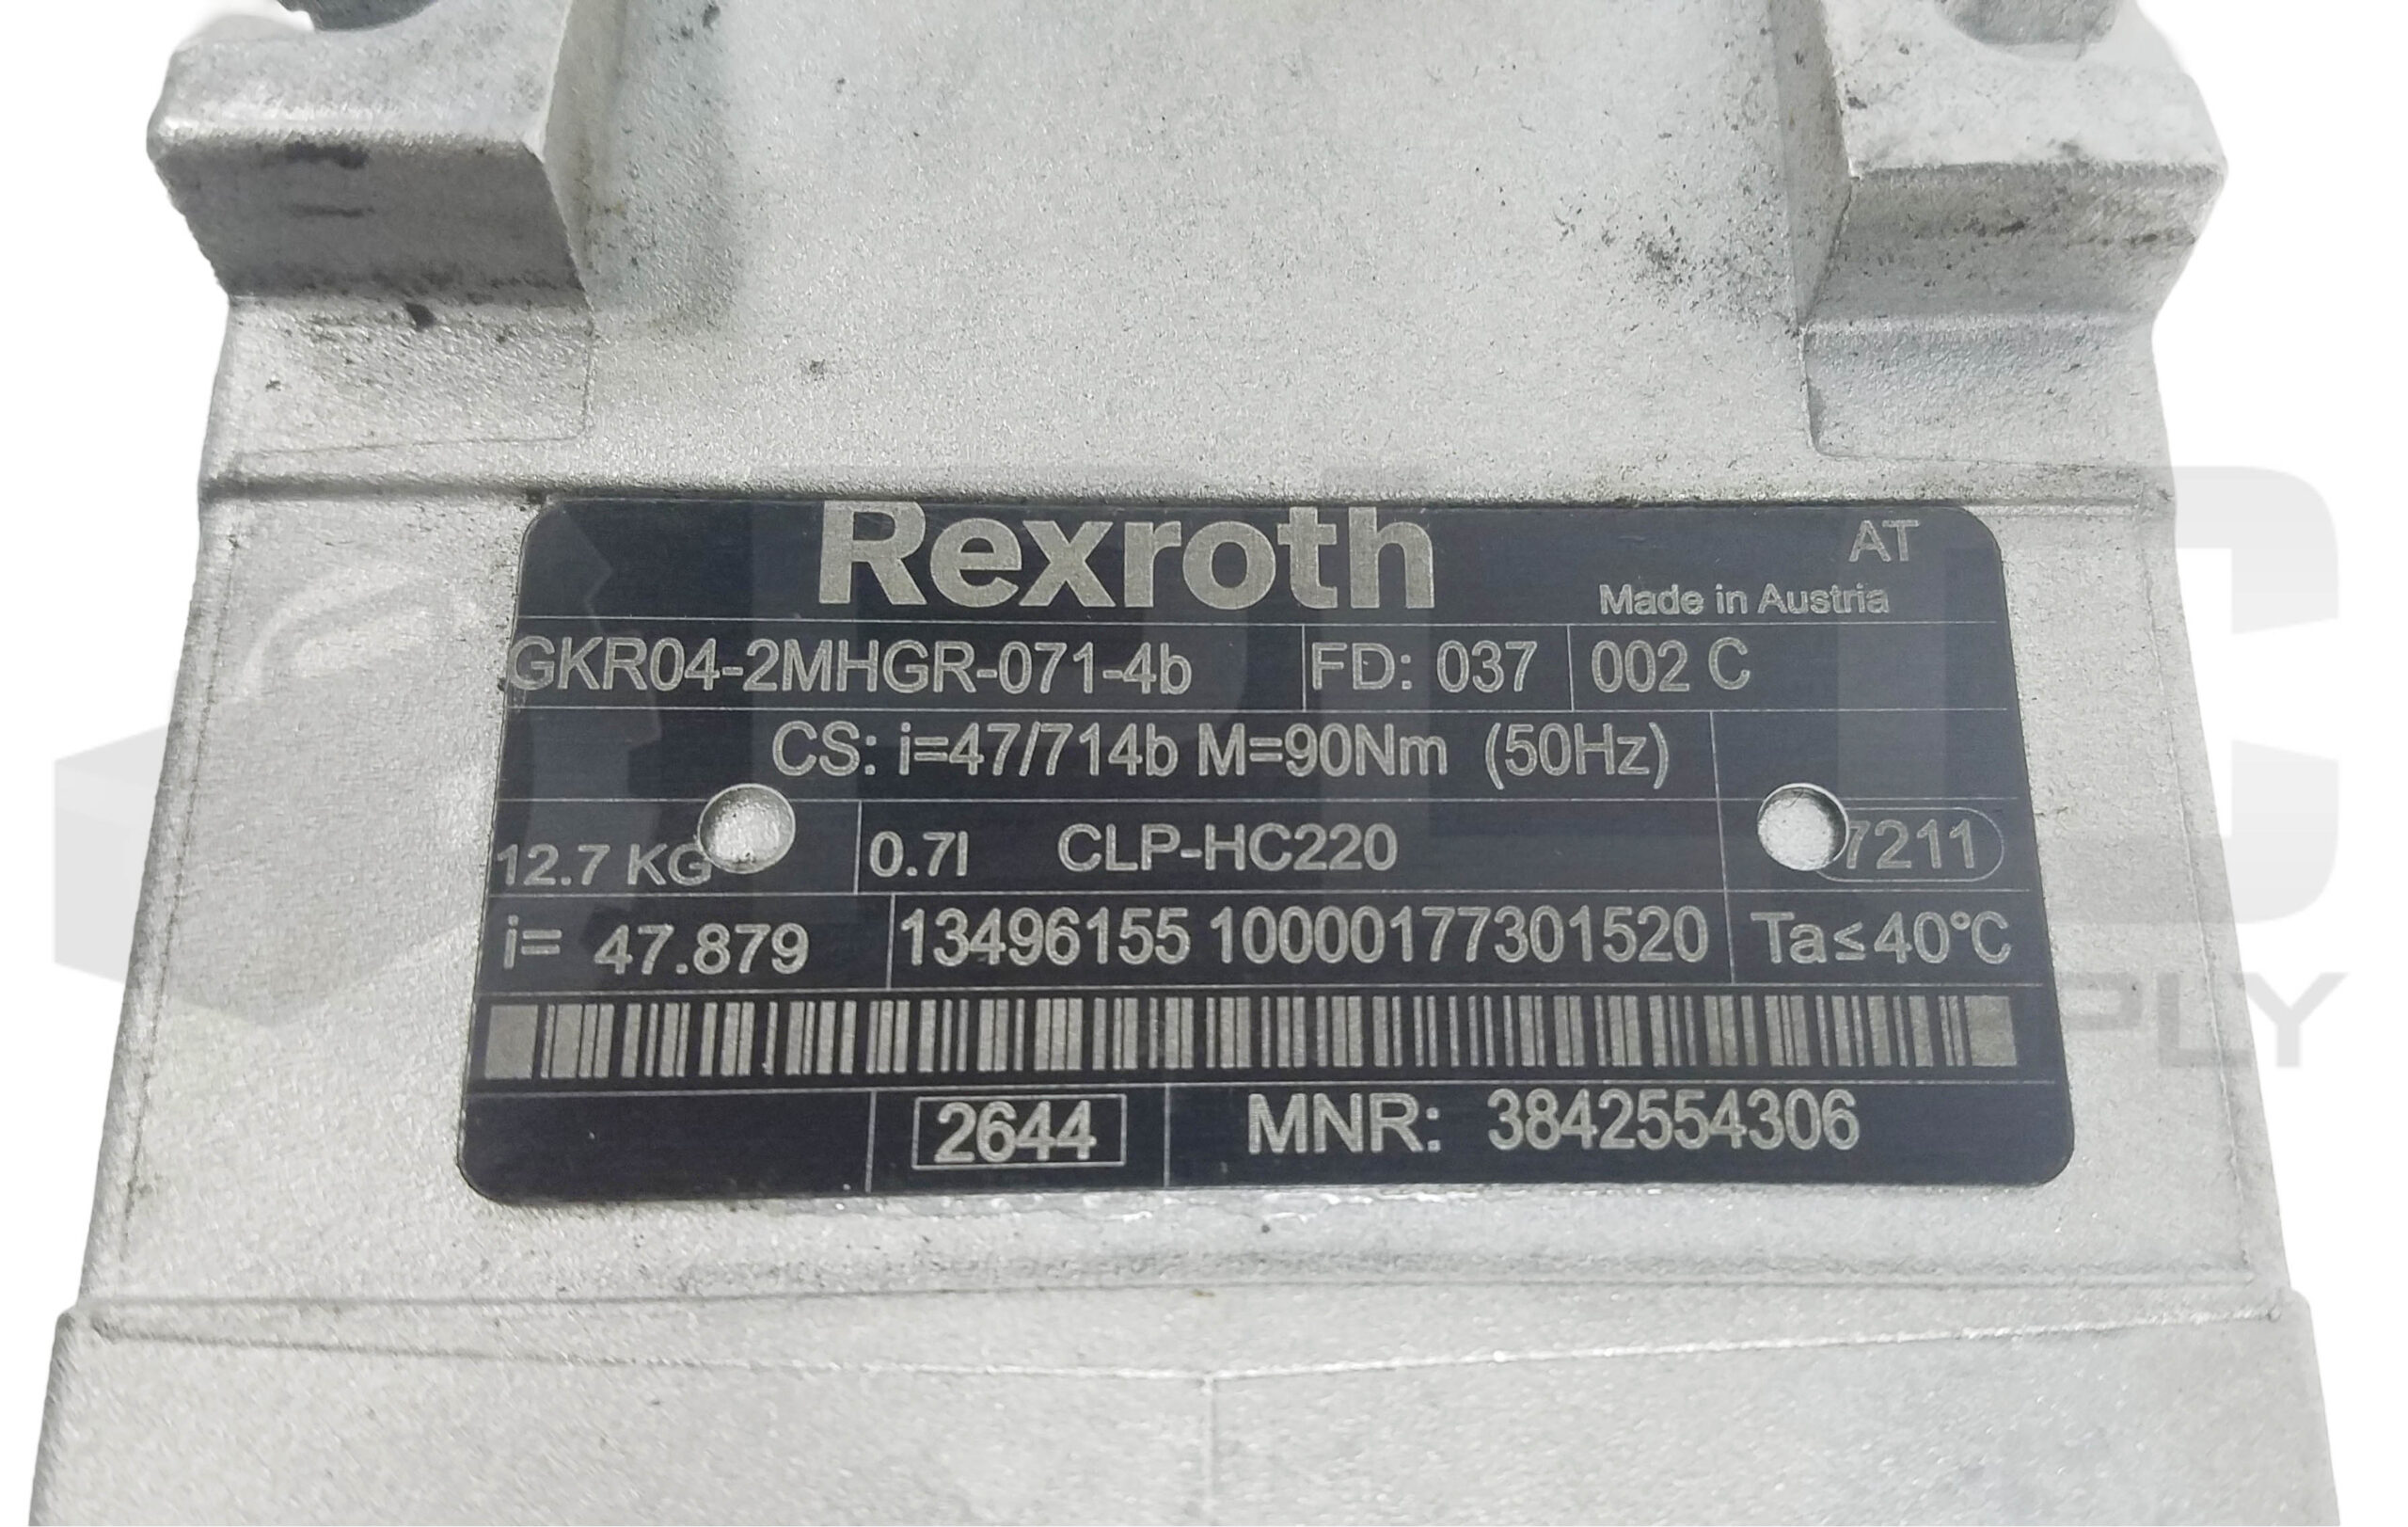 Rexroth
AT
Made in Austria
GKR04-2MHGR-071-4b FD: 037 002 C
CS: i=47/714b M=90Nm (50Hz)
12.7 KG 0.7l CLP-HC220 7211
i= 47.879 13496155 10000177301520 Ta≤40°C
2644 MNR: 3842554306